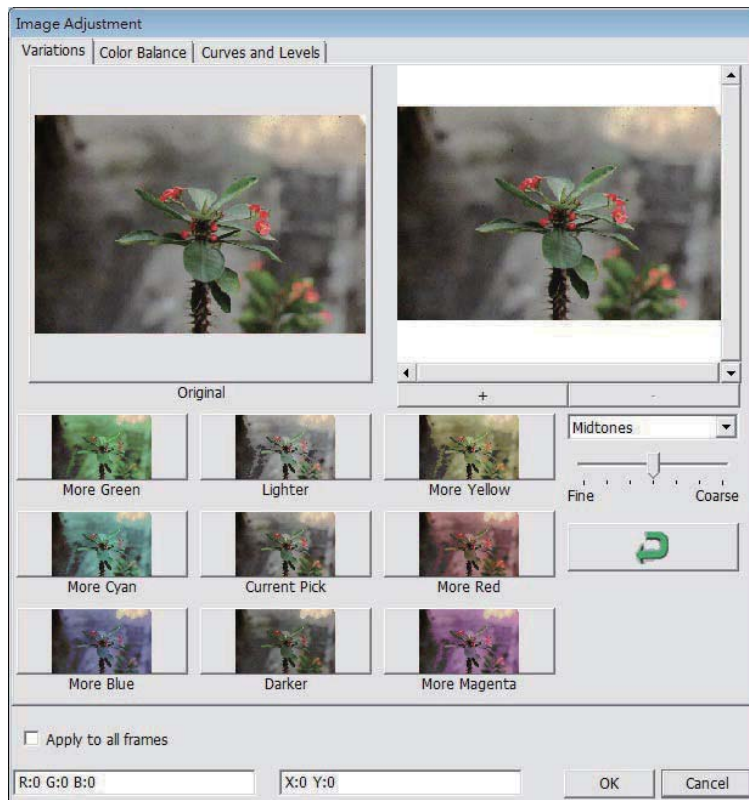 Image Adjustment
Variations
Color Balance
Curves and Levels
Original
+
-
Midtones
Fine
Coarse
More Green
Lighter
More Yellow
More Cyan
Current Pick
More Red
More Blue
Darker
More Magenta
Apply to all frames
R:0 G:0 B:0
X:0 Y:0
OK
Cancel